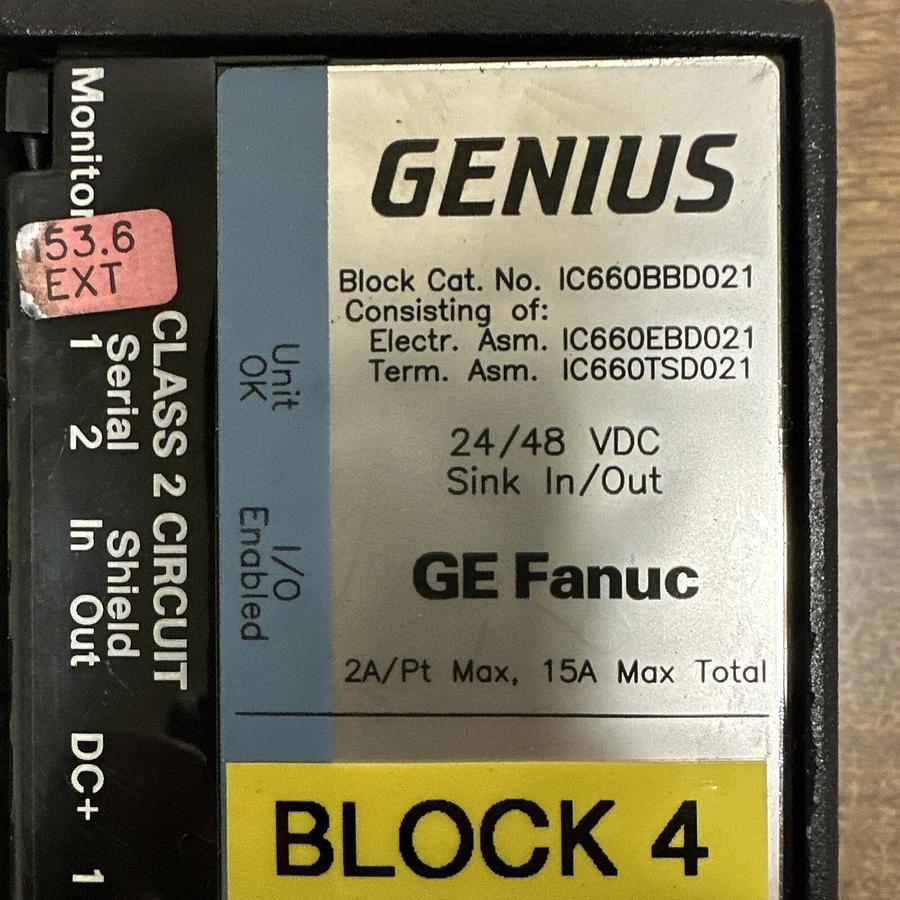 GENIUS
Block Cat. No. IC660BBD021
Consisting of:
Electr. Asm. IC660EBD021
Term. Asm. IC660TSD021
24/48 VDC
Sink In/Out
GE Fanuc
2A/Pt Max, 15A Max Total
BLOCK 4
Unit
OK
I/O
Enabled
CLASS 2 CIRCUIT
Monitor
53.6
EXT
Serial
1 2
Shield
In Out
DC+ 1